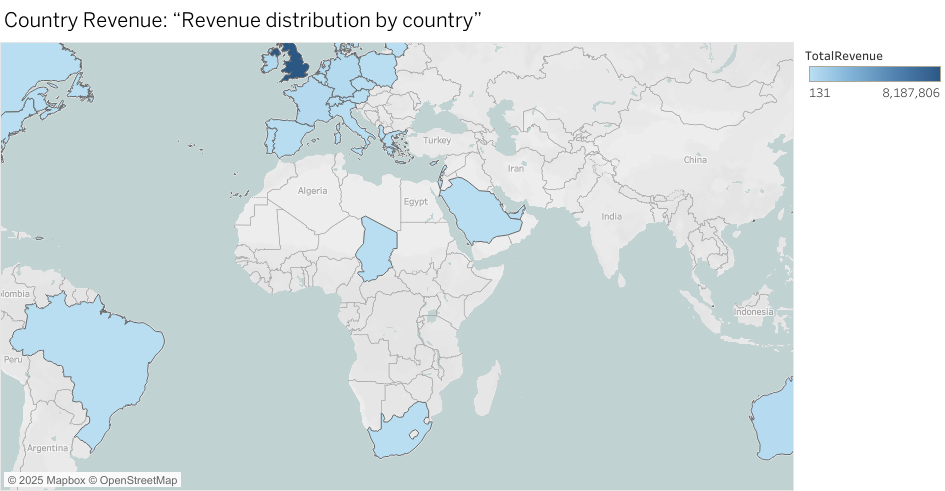 Country Revenue: “Revenue distribution by country”
TotalRevenue
131 8,187,806
Turkey
China
Iran
Algeria
Egypt
India
lombia
Indonesia
Peru
Argentina
© 2025 Mapbox © OpenStreetMap